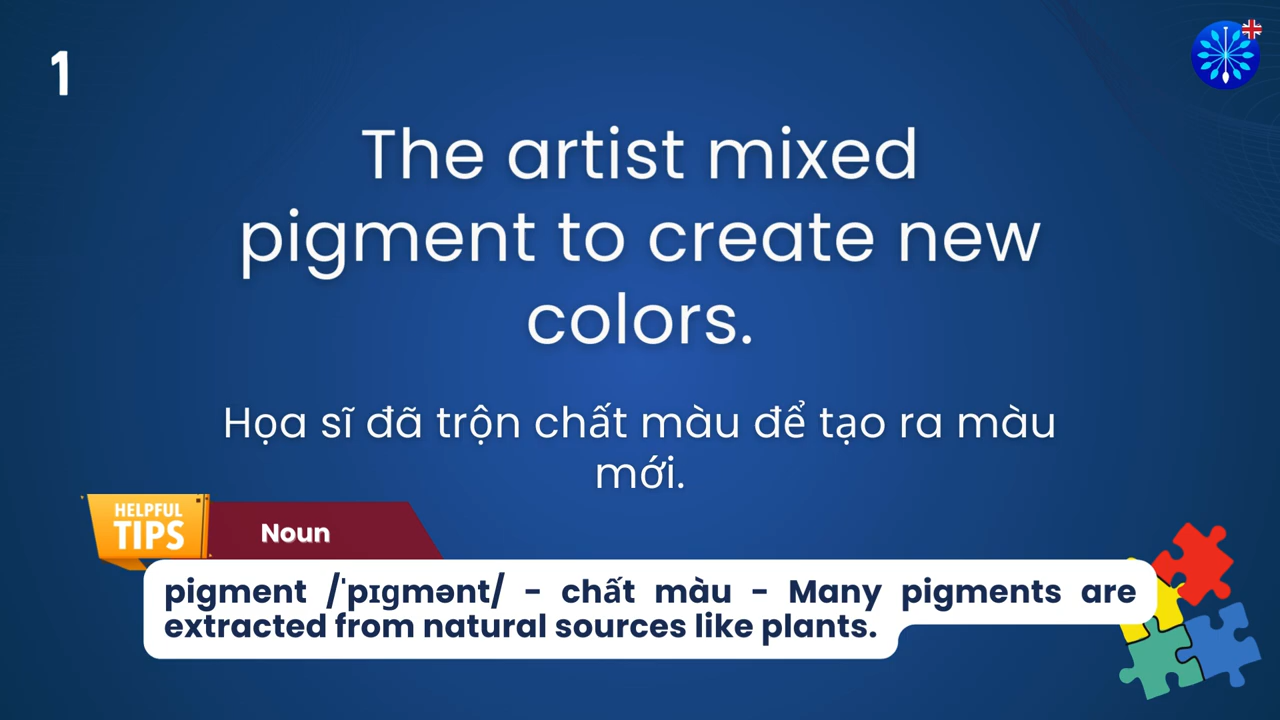 1
The artist mixed
pigment to create new
colors.
Họa sĩ đã trộn chất màu để tạo ra màu
mới.
HELPFUL
TIPS
Noun
pigment /ˈpɪɡmənt/ - chất màu - Many pigments are
extracted from natural sources like plants.